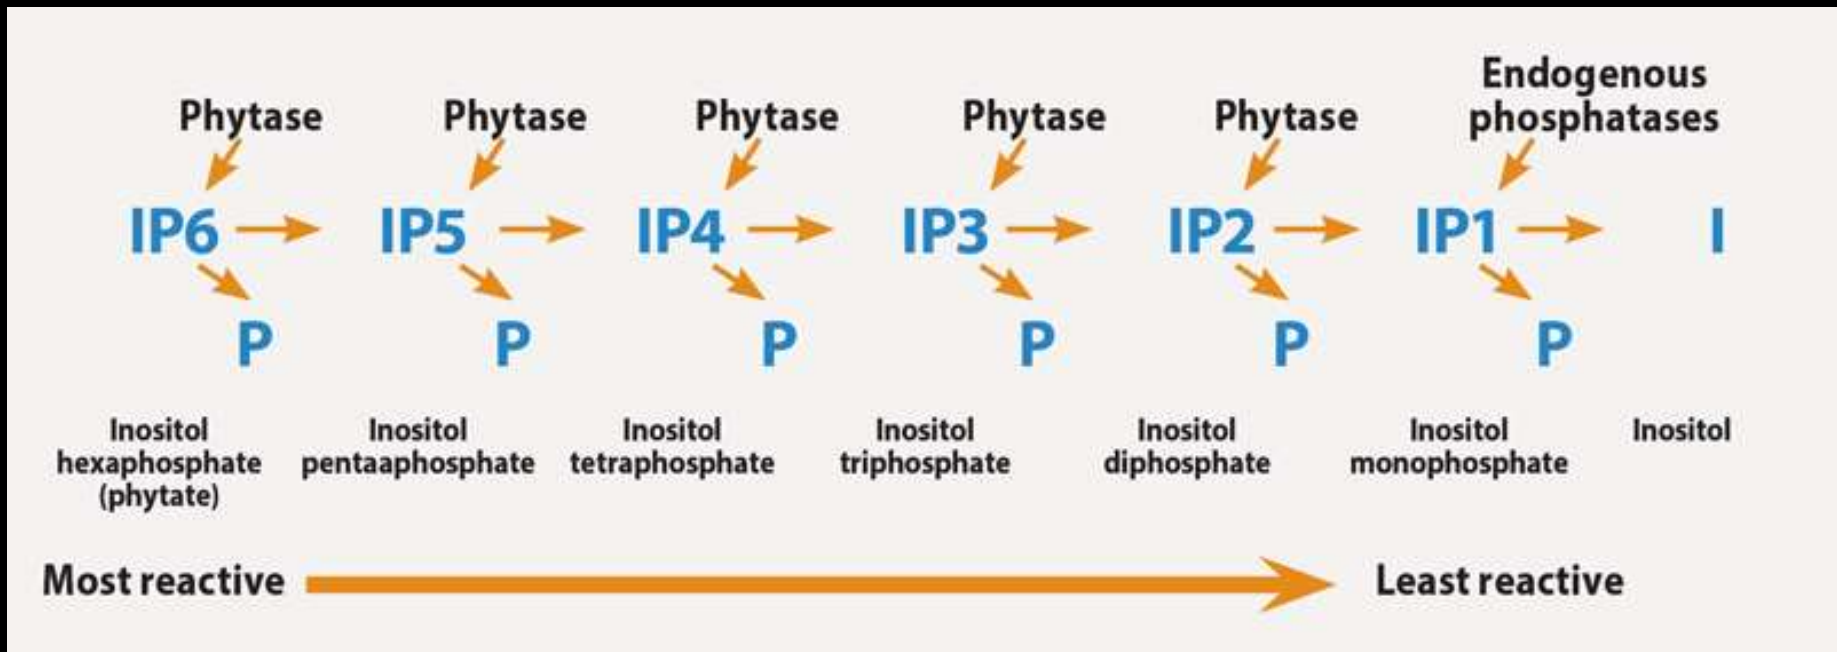 Phytase Phytase Phytase Phytase Phytase Endogenous
phosphatases
IP6 IP5 IP4 IP3 IP2 IP1 I
P P P P P P
Inositol
hexaphosphate
(phytate)
Inositol
pentaaphosphate
Inositol
tetraphosphate
Inositol
triphosphate
Inositol
diphosphate
Inositol
monophosphate
Inositol
Most reactive Least reactive